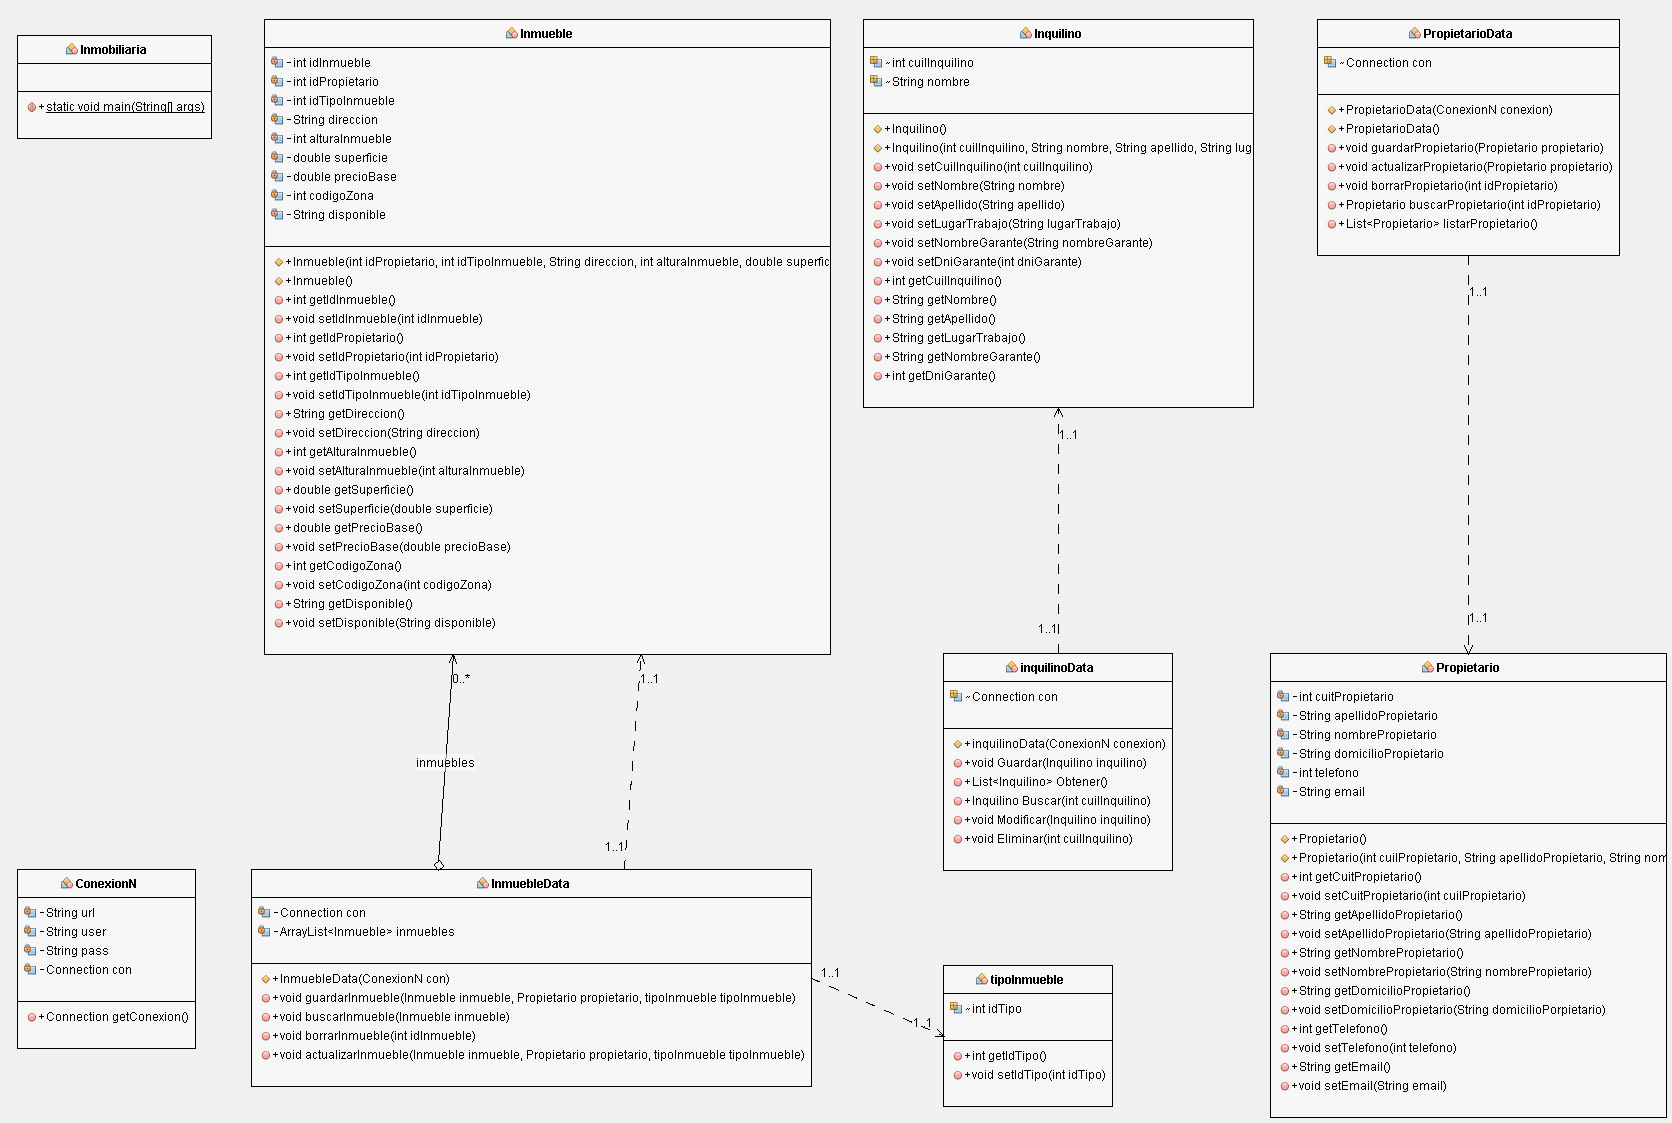 Inmobiliaria
+static void main(String[] args)
Inmueble
-int idInmueble
-int idPropietario
-int idTipoInmueble
-String direccion
-int alturaInmueble
-double superficie
-double precioBase
-int codigoZona
-String disponible
+Inmueble(int idPropietario, int idTipoInmueble, String direccion, int alturaInmueble, double superfic
+Inmueble()
+int getIdInmueble()
+void setIdInmueble(int idInmueble)
+int getIdPropietario()
+void setIdPropietario(int idPropietario)
+int getIdTipoInmueble()
+void setIdTipoInmueble(int idTipoInmueble)
+String getDireccion()
+void setDireccion(String direccion)
+int getAlturaInmueble()
+void setAlturaInmueble(int alturaInmueble)
+double getSuperficie()
+void setSuperficie(double superficie)
+double getPrecioBase()
+void setPrecioBase(double precioBase)
+int getCodigoZona()
+void setCodigoZona(int codigoZona)
+String getDisponible()
+void setDisponible(String disponible)
Inquilino
~int cuilInquilino
~String nombre
+Inquilino()
+Inquilino(int cuilInquilino, String nombre, String apellido, String lug
+void setCuilInquilino(int cuilInquilino)
+void setNombre(String nombre)
+void setApellido(String apellido)
+void setLugarTrabajo(String lugarTrabajo)
+void setNombreGarante(String nombreGarante)
+void setDniGarante(int dniGarante)
+int getCuilInquilino()
+String getNombre()
+String getApellido()
+String getLugarTrabajo()
+String getNombreGarante()
+int getDniGarante()
PropietarioData
~Connection con
+PropietarioData(ConexionN conexion)
+PropietarioData()
+void guardarPropietario(Propietario propietario)
+void actualizarPropietario(Propietario propietario)
+void borrarPropietario(int idPropietario)
+Propietario buscarPropietario(int idPropietario)
+List<Propietario> listarPropietario()
1..1
1..1
1..1
1..1
0..*
1..1
inmuebles
1..1
inquilinoData
~Connection con
+inquilinoData(ConexionN conexion)
+void Guardar(Inquilino inquilino)
+List<Inquilino> Obtener()
+Inquilino Buscar(int cuilInquilino)
+void Modificar(Inquilino inquilino)
+void Eliminar(int cuilInquilino)
Propietario
-int cuitPropietario
-String apellidoPropietario
-String nombrePropietario
-String domicilioPropietario
-int telefono
-String email
+Propietario()
+Propietario(int cuilPropietario, String apellidoPropietario, String nom
+int getCuitPropietario()
+void setCuitPropietario(int cuilPropietario)
+String getApellidoPropietario()
+void setApellidoPropietario(String apellidoPropietario)
+String getNombrePropietario()
+void setNombrePropietario(String nombrePropietario)
+String getDomicilioPropietario()
+void setDomicilioPropietario(String domicilioPorpietario)
+int getTelefono()
+void setTelefono(int telefono)
+String getEmail()
+void setEmail(String email)
ConexionN
-String url
-String user
-String pass
-Connection con
+Connection getConexion()
InmuebleData
-Connection con
-ArrayList<Inmueble> inmuebles
+InmuebleData(ConexionN con)
+void guardarInmueble(Inmueble inmueble, Propietario propietario, tipoInmueble tipoInmueble)
+void buscarInmueble(Inmueble inmueble)
+void borrarInmueble(int idInmueble)
+void actualizarInmueble(Inmueble inmueble, Propietario propietario, tipoInmueble tipoInmueble)
1..1
1..1
tipoInmueble
~int idTipo
+int getIdTipo()
+void setIdTipo(int idTipo)